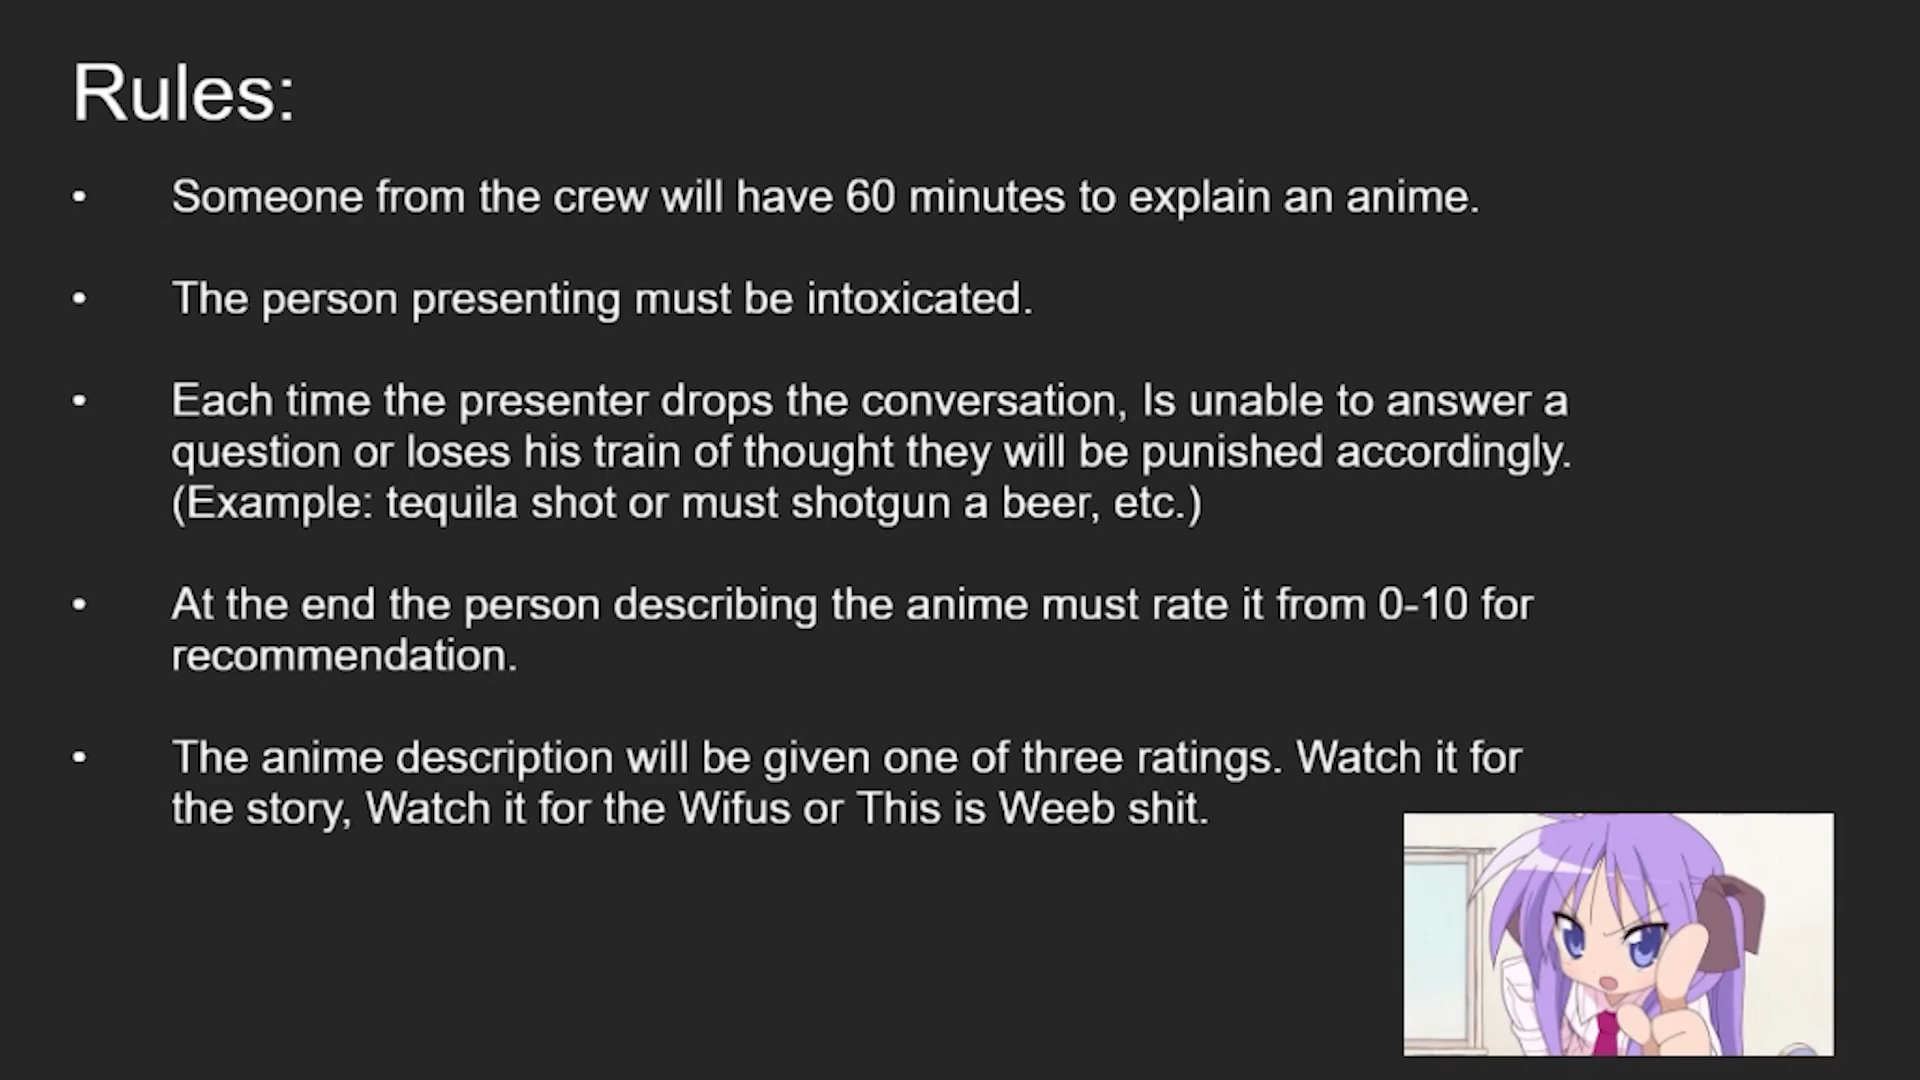 Rules:
• Someone from the crew will have 60 minutes to explain an anime.
• The person presenting must be intoxicated.
• Each time the presenter drops the conversation, Is unable to answer a
question or loses his train of thought they will be punished accordingly.
(Example: tequila shot or must shotgun a beer, etc.)
• At the end the person describing the anime must rate it from 0-10 for
recommendation.
• The anime description will be given one of three ratings. Watch it for
the story, Watch it for the Wifus or This is Weeb shit.